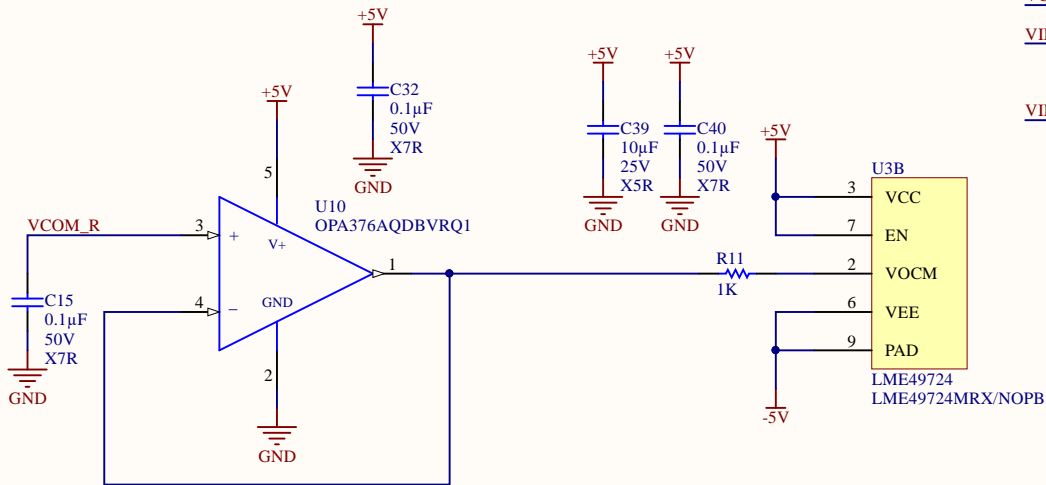 +5V
C32
0.1µF
50V
X7R
GND
+5V
5
U10
OPA376AQDBVRQ1
VCOM_R
3
+
V+
1
4
−
GND
2
GND
C15
0.1µF
50V
X7R
GND
+5V
C39
10µF
25V
X5R
GND
+5V
C40
0.1µF
50V
X7R
GND
R11
1K
+5V
U3B
3
VCC
7
EN
2
VOCM
6
VEE
9
PAD
-5V
LME49724
LME49724MRX/NOPB